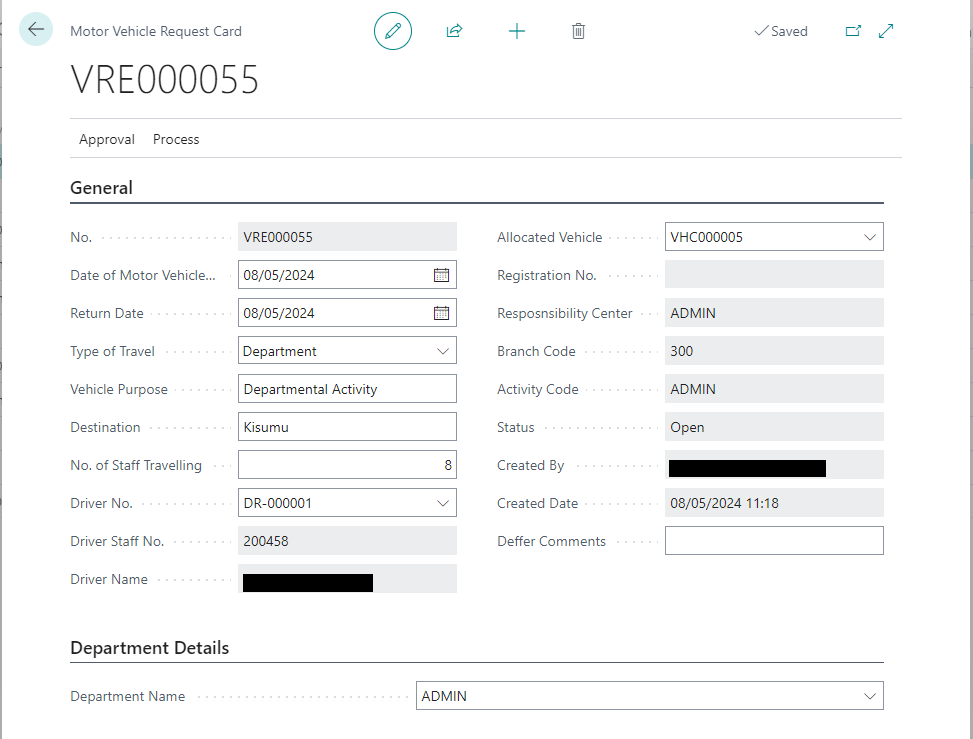 Motor Vehicle Request Card
Saved
VRE000055
Approval Process
General
No. VRE000055
Date of Motor Vehicle... 08/05/2024
Return Date 08/05/2024
Type of Travel Department
Vehicle Purpose Departmental Activity
Destination Kisumu
No. of Staff Travelling 8
Driver No. DR-000001
Driver Staff No. 200458
Driver Name
Allocated Vehicle VHC000005
Registration No.
Resposnsibility Center ADMIN
Branch Code 300
Activity Code ADMIN
Status Open
Created By
Created Date 08/05/2024 11:18
Deffer Comments
Department Details
Department Name ADMIN